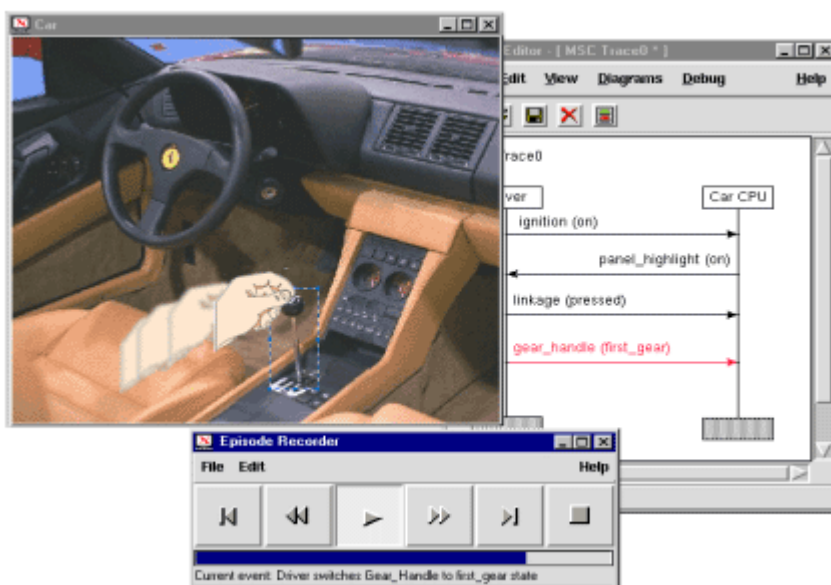 Car
Editor - [ MSC Trace0 * ]
Edit View Diagrams Debug Help
Trace0
ver
Car CPU
ignition (on)
panel_highlight (on)
linkage (pressed)
gear_handle (first_gear)
Episode Recorder
File Edit Help
Current event: Driver switches Gear_Handle to first_gear state